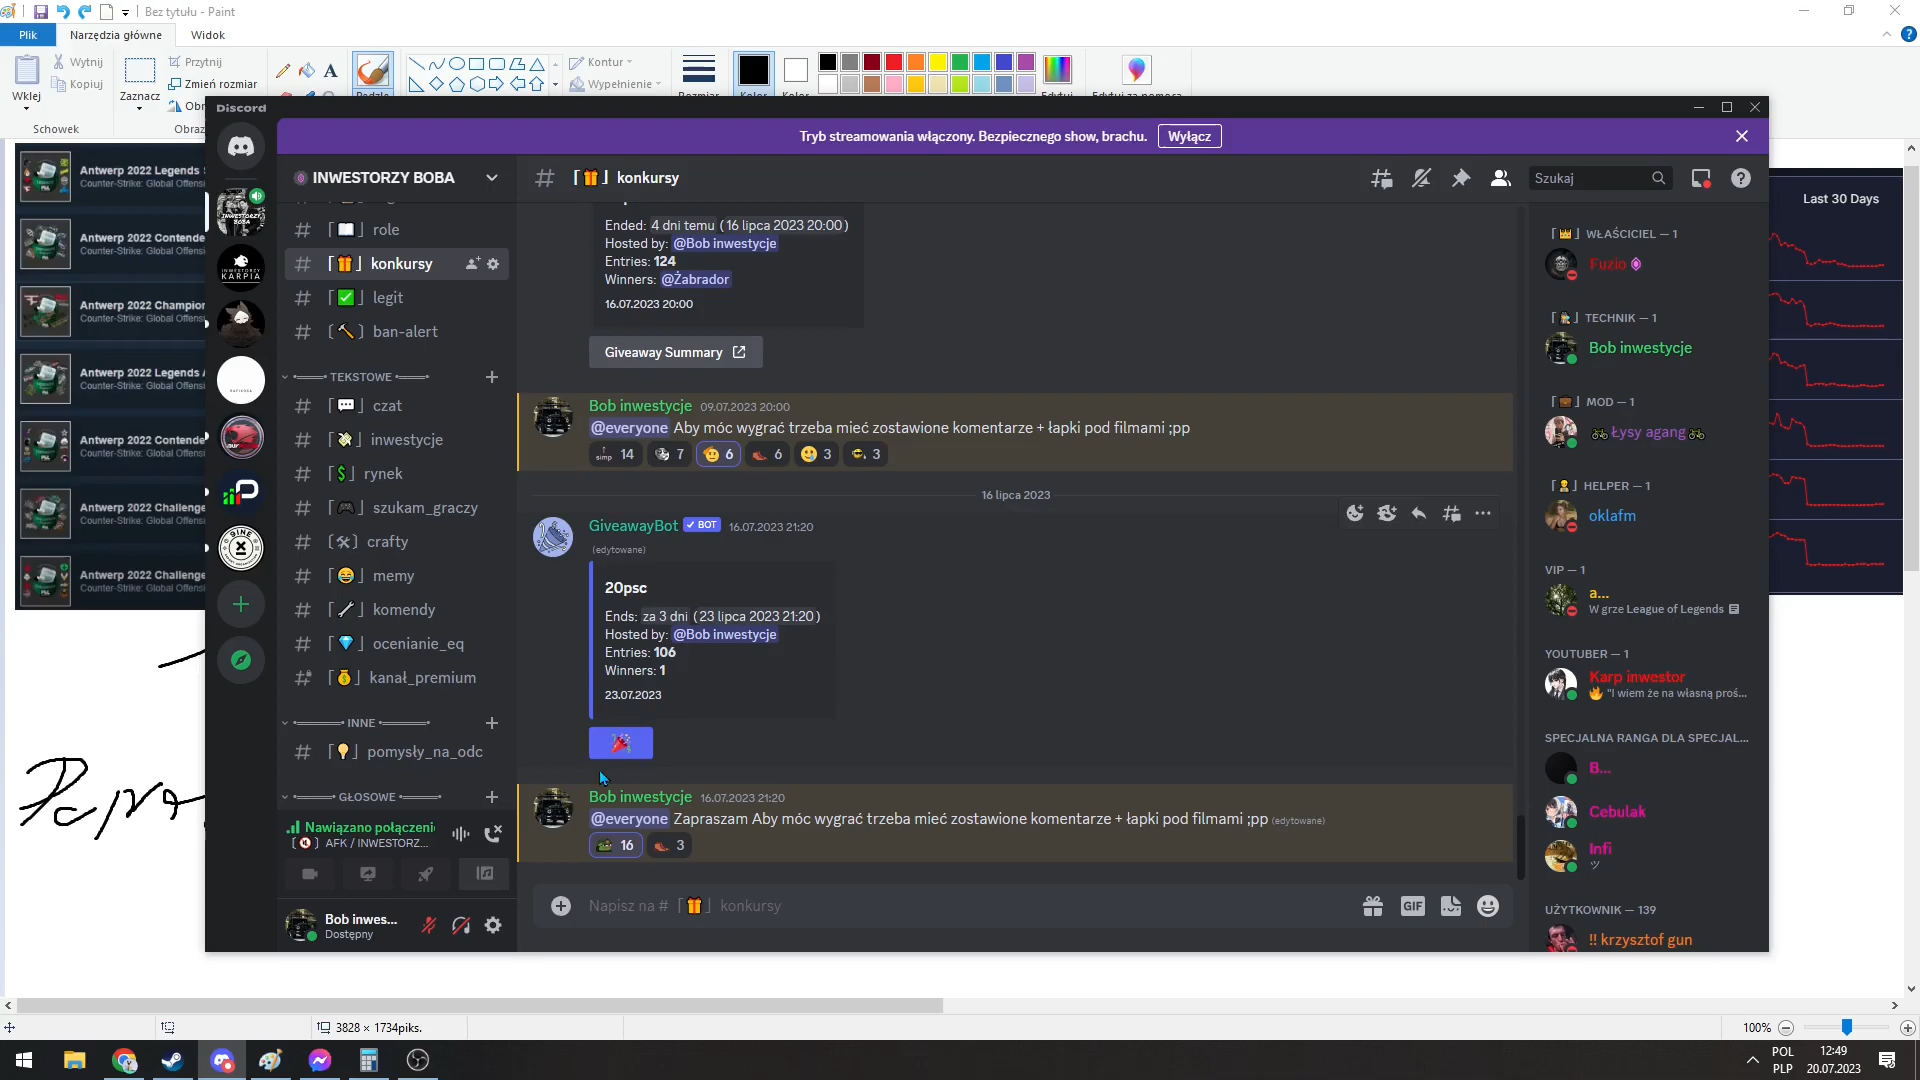 Bez tytułu - Paint
Plik
Narzędzia główne
Widok
Wklej
Wytnij
Kopiuj
Schowek
Zaznacz
Przytnij
Zmień rozmiar
Kontur
Wypełnienie
Antwerp 2022 Legends
Counter-Strike: Global Offensi
Antwerp 2022 Contende
Counter-Strike: Global Offensi
Antwerp 2022 Champion
Counter-Strike: Global Offensi
Antwerp 2022 Legends
Counter-Strike: Global Offensi
Antwerp 2022 Contende
Counter-Strike: Global Offensi
Antwerp 2022 Challenge
Counter-Strike: Global Offensi
Antwerp 2022 Challenge
Counter-Strike: Global Offensi
Last 30 Days
Discord
Tryb streamowania włączony. Bezpiecznego show, brachu.
Wyłącz
INWESTORZY BOBA
role
konkursy
legit
ban-alert
TEKSTOWE
czat
inwestycje
rynek
szukam_graczy
crafty
memy
komendy
ocenianie_eq
kanał_premium
INNE
pomysły_na_odc
GŁOSOWE
Nawiązano połączeni
AFK / INWESTORZ...
Bob inwes...
Dostępny
# konkursy
Szukaj
Ended: 4 dni temu (16 lipca 2023 20:00)
Hosted by: @Bob inwestycje
Entries: 124
Winners: @Żabrador
16.07.2023 20:00
Giveaway Summary
Bob inwestycje 09.07.2023 20:00
@everyone Aby móc wygrać trzeba mieć zostawione komentarze + łapki pod filmami ;pp
simp 14 7 6 6 3 3
16 lipca 2023
GiveawayBot BOT 16.07.2023 21:20
(edytowane)
20psc
Ends: za 3 dni (23 lipca 2023 21:20)
Hosted by: @Bob inwestycje
Entries: 106
Winners: 1
23.07.2023
Bob inwestycje 16.07.2023 21:20
@everyone Zapraszam Aby móc wygrać trzeba mieć zostawione komentarze + łapki pod filmami ;pp (edytowane)
16 3
Napisz na # konkursy
GIF
WŁAŚCICIEL — 1
Fuzio
TECHNIK — 1
Bob inwestycje
MOD — 1
Łysy agang
HELPER — 1
oklafm
VIP — 1
a...
W grze League of Legends
YOUTUBER — 1
Karp inwestor
"I wiem że na własną proś...
SPECJALNA RANGA DLA SPECJAL...
B...
Cebulak
Infi
ツ
UŻYTKOWNIK — 139
!! krzysztof gun
3828 × 1734piks.
100%
POL
PLP
12:49
20.07.2023